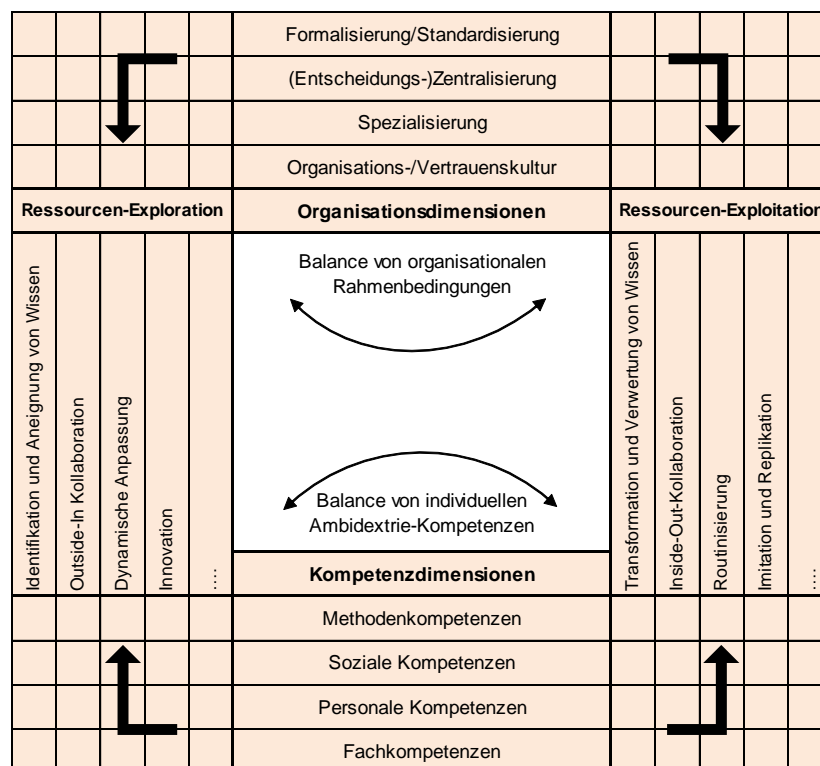 Formalisierung/Standardisierung
(Entscheidungs-)Zentralisierung
Spezialisierung
Organisations-/Vertrauenskultur
Ressourcen-Exploration
Organisationsdimensionen
Ressourcen-Exploitation
Identifikation und Aneignung von Wissen
Outside-In Kollaboration
Dynamische Anpassung
Innovation
….
Balance von organisationalen
Rahmenbedingungen
Balance von individuellen
Ambidextrie-Kompetenzen
Transformation und Verwertung von Wissen
Inside-Out-Kollaboration
Routinisierung
Imitation und Replikation
….
Kompetenzdimensionen
Methodenkompetenzen
Soziale Kompetenzen
Personale Kompetenzen
Fachkompetenzen